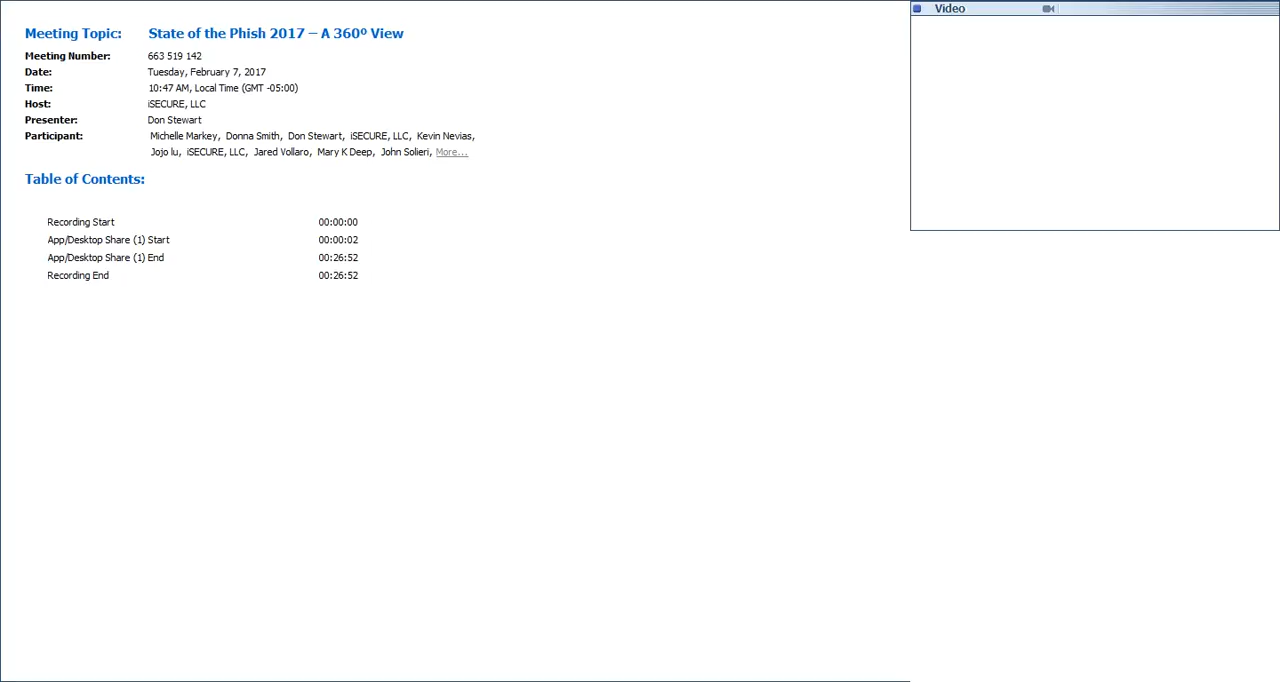 Meeting Topic: State of the Phish 2017 – A 360º View
Meeting Number: 663 519 142
Date: Tuesday, February 7, 2017
Time: 10:47 AM, Local Time (GMT -05:00)
Host: iSECURE, LLC
Presenter: Don Stewart
Participant: Michelle Markey, Donna Smith, Don Stewart, iSECURE, LLC, Kevin Nevias,
Jojo lu, iSECURE, LLC, Jared Vollaro, Mary K Deep, John Solieri, More...
Table of Contents:
Recording Start 00:00:00
App/Desktop Share (1) Start 00:00:02
App/Desktop Share (1) End 00:26:52
Recording End 00:26:52
Video